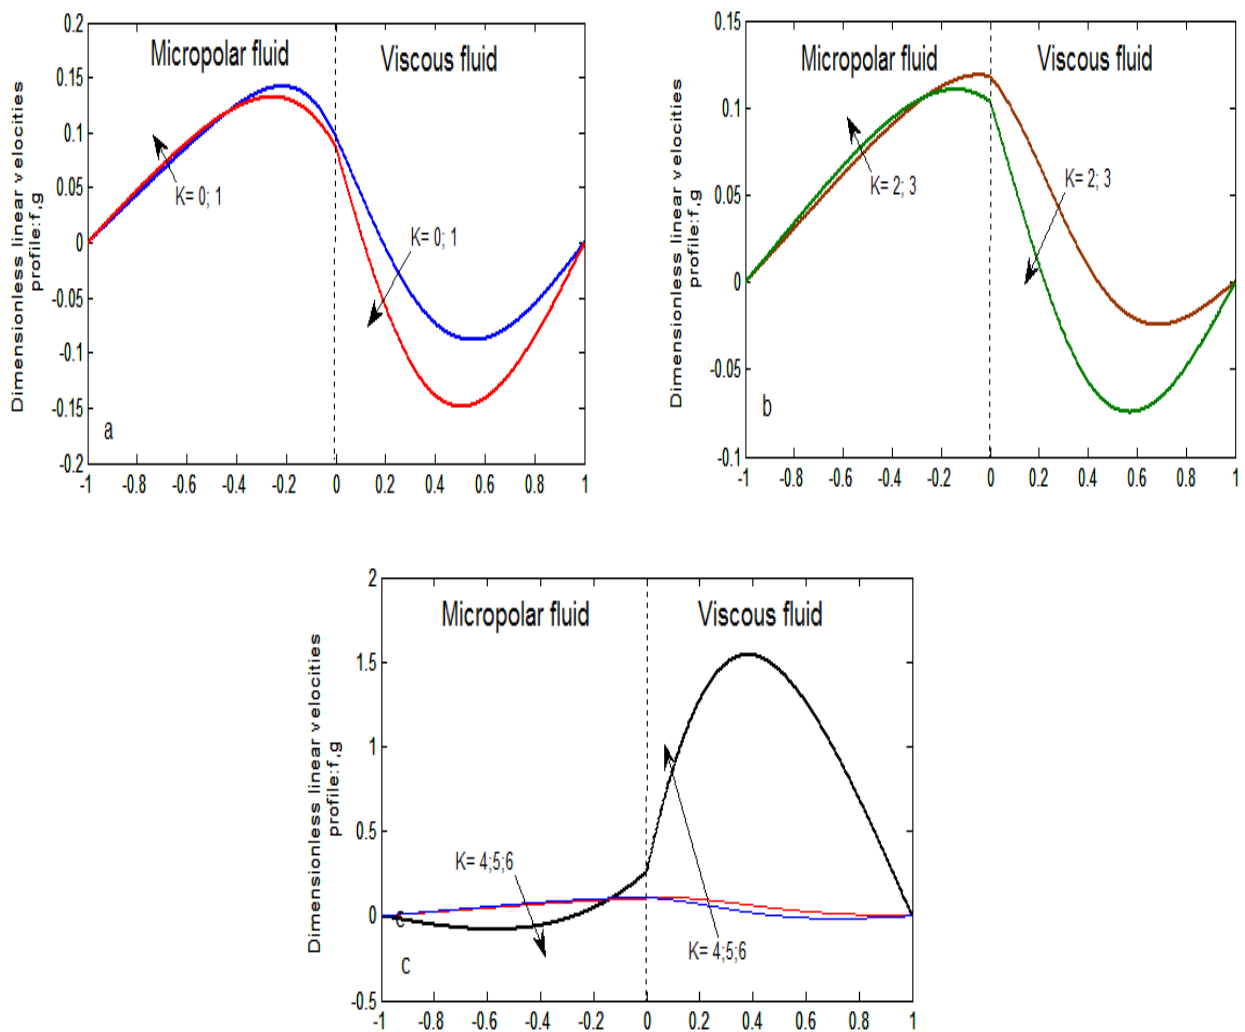 0.2
0.15
0.1
0.05
0
-0.05
-0.1
-0.15
-0.2
-1 -0.8 -0.6 -0.4 -0.2 0 0.2 0.4 0.6 0.8 1
Dimensionless linear velocities
profile:f,g
Micropolar fluid
Viscous fluid
K= 0; 1
K= 0; 1
a
0.15
0.1
0.05
0
-0.05
-0.1
-1 -0.8 -0.6 -0.4 -0.2 0 0.2 0.4 0.6 0.8 1
Dimensionless linear velocities
profile:f,g
Micropolar fluid
Viscous fluid
K= 2; 3
K= 2; 3
b
2
1.5
1
0.5
0
-0.5
-1 -0.8 -0.6 -0.4 -0.2 0 0.2 0.4 0.6 0.8 1
Dimensionless linear velocities
profile:f,g
Micropolar fluid
Viscous fluid
K= 4;5;6
K= 4;5;6
c
c